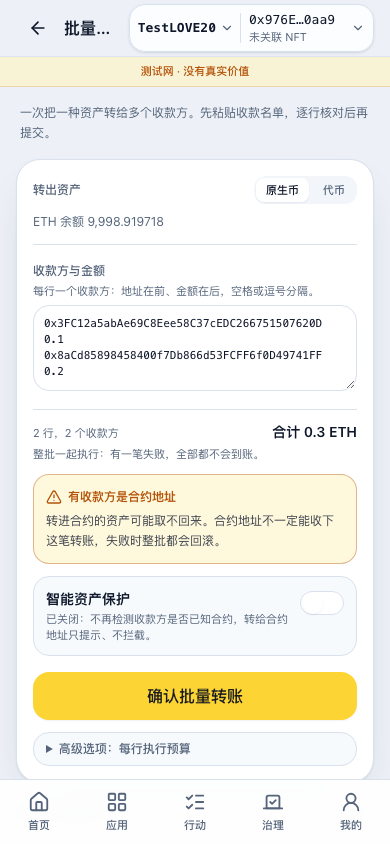 批量... TestLOVE20 0x976E…0aa9
未关联 NFT
测试网 · 没有真实价值
一次把一种资产转给多个收款方。先粘贴收款名单，逐行核对后再
提交。
转出资产 原生币 代币
ETH 余额 9,998.919718
收款方与金额
每行一个收款方：地址在前、金额在后，空格或逗号分隔。
0x3FC12a5abAe69C8Eee58C37cEDC266751507620D
0.1
0x8aCd85898458400f7Db866d53FCFF6f0D49741FF
0.2
2 行，2 个收款方 合计 0.3 ETH
整批一起执行：有一笔失败，全部都不会到账。
有收款方是合约地址
转进合约的资产可能取不回来。合约地址不一定能收下
这笔转账，失败时整批都会回滚。
智能资产保护
已关闭：不再检测收款方是否已知合约，转给合约
地址只提示、不拦截。
确认批量转账
高级选项：每行执行预算
首页 应用 行动 治理 我的